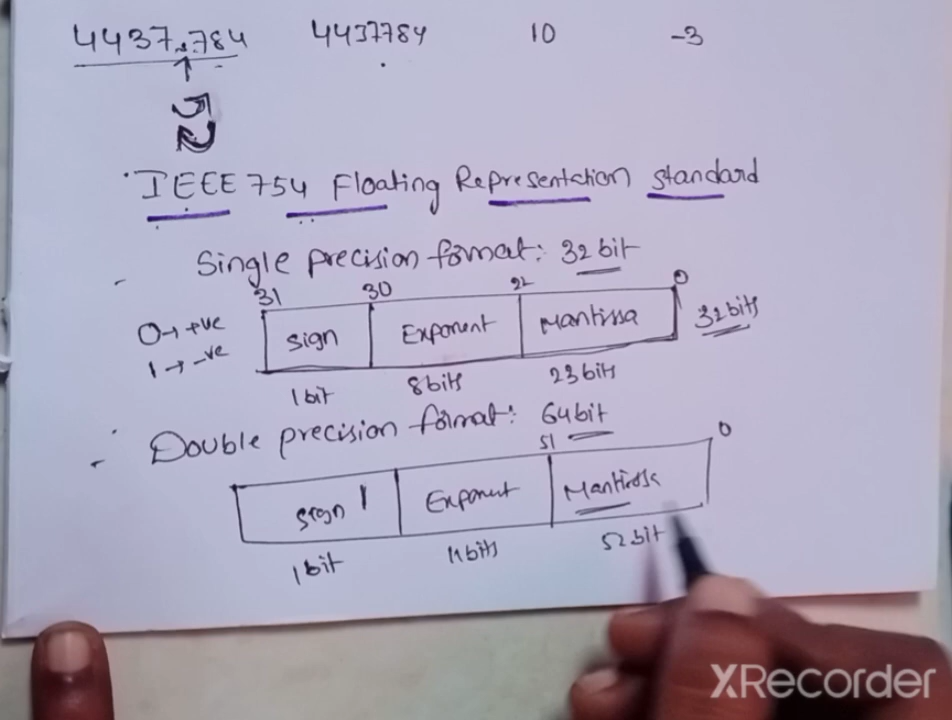 4437.784 4437784 10 -3
52
IEEE 754 Floating Representation standard
Single precision format: 32 bit
31 30 22 0
0→ +ve
1→ -ve
Sign Exponent Mantissa 32 bits
1 bit 8 bits 23 bits
Double precision format: 64 bit
51 0
Sign Exponent Mantissa
1 bit 11 bits 52 bit
XRecorder